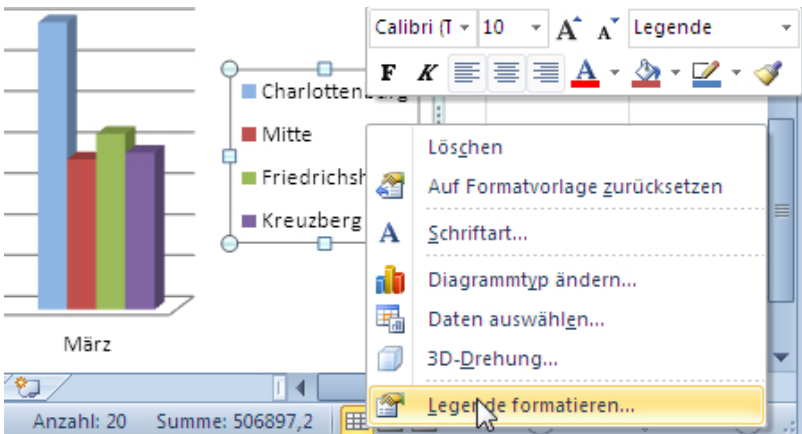 Calibri (T 10 A A Legende
F K A
Charlottenburg
Mitte
Friedrichsh
Kreuzberg
März
Löschen
Auf Formatvorlage zurücksetzen
A Schriftart...
Diagrammtyp ändern...
Daten auswählen...
3D-Drehung...
Legende formatieren...
Anzahl: 20 Summe: 506897,2